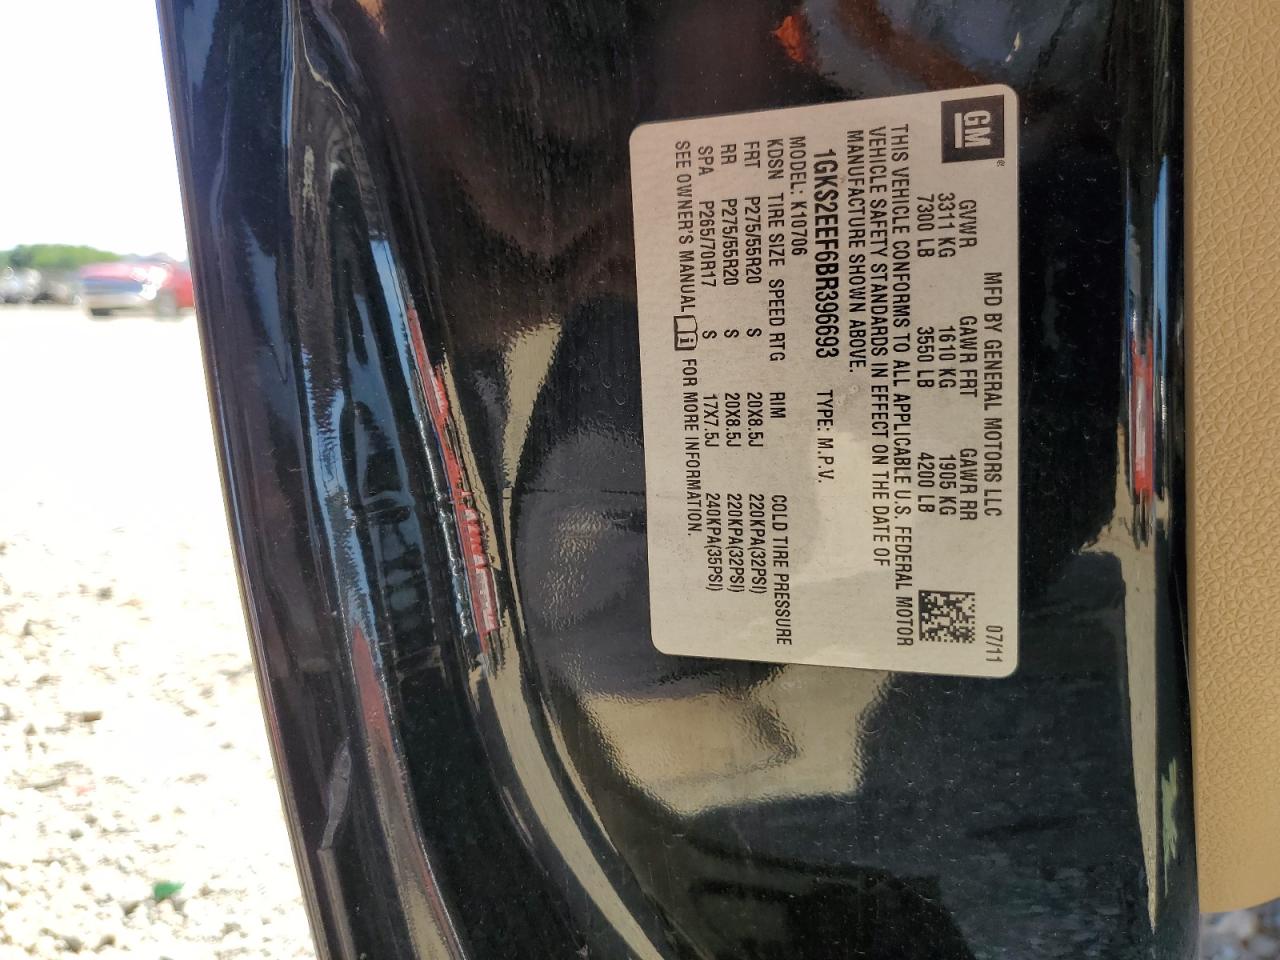 GM
MFD BY GENERAL MOTORS LLC 07/11
GVWR GAWR FRT GAWR RR
3311 KG 1610 KG 1905 KG
7300 LB 3550 LB 4200 LB
THIS VEHICLE CONFORMS TO ALL APPLICABLE U.S. FEDERAL MOTOR
VEHICLE SAFETY STANDARDS IN EFFECT ON THE DATE OF
MANUFACTURE SHOWN ABOVE.
1GKS2EEF6BR396693 TYPE: M.P.V.
MODEL: K10706
KDSN TIRE SIZE SPEED RTG RIM COLD TIRE PRESSURE
FRT P275/55R20 S 20X8.5J 220KPA(32PSI)
RR P275/55R20 S 20X8.5J 220KPA(32PSI)
SPA P265/70R17 S 17X7.5J 240KPA(35PSI)
SEE OWNER'S MANUAL i FOR MORE INFORMATION.